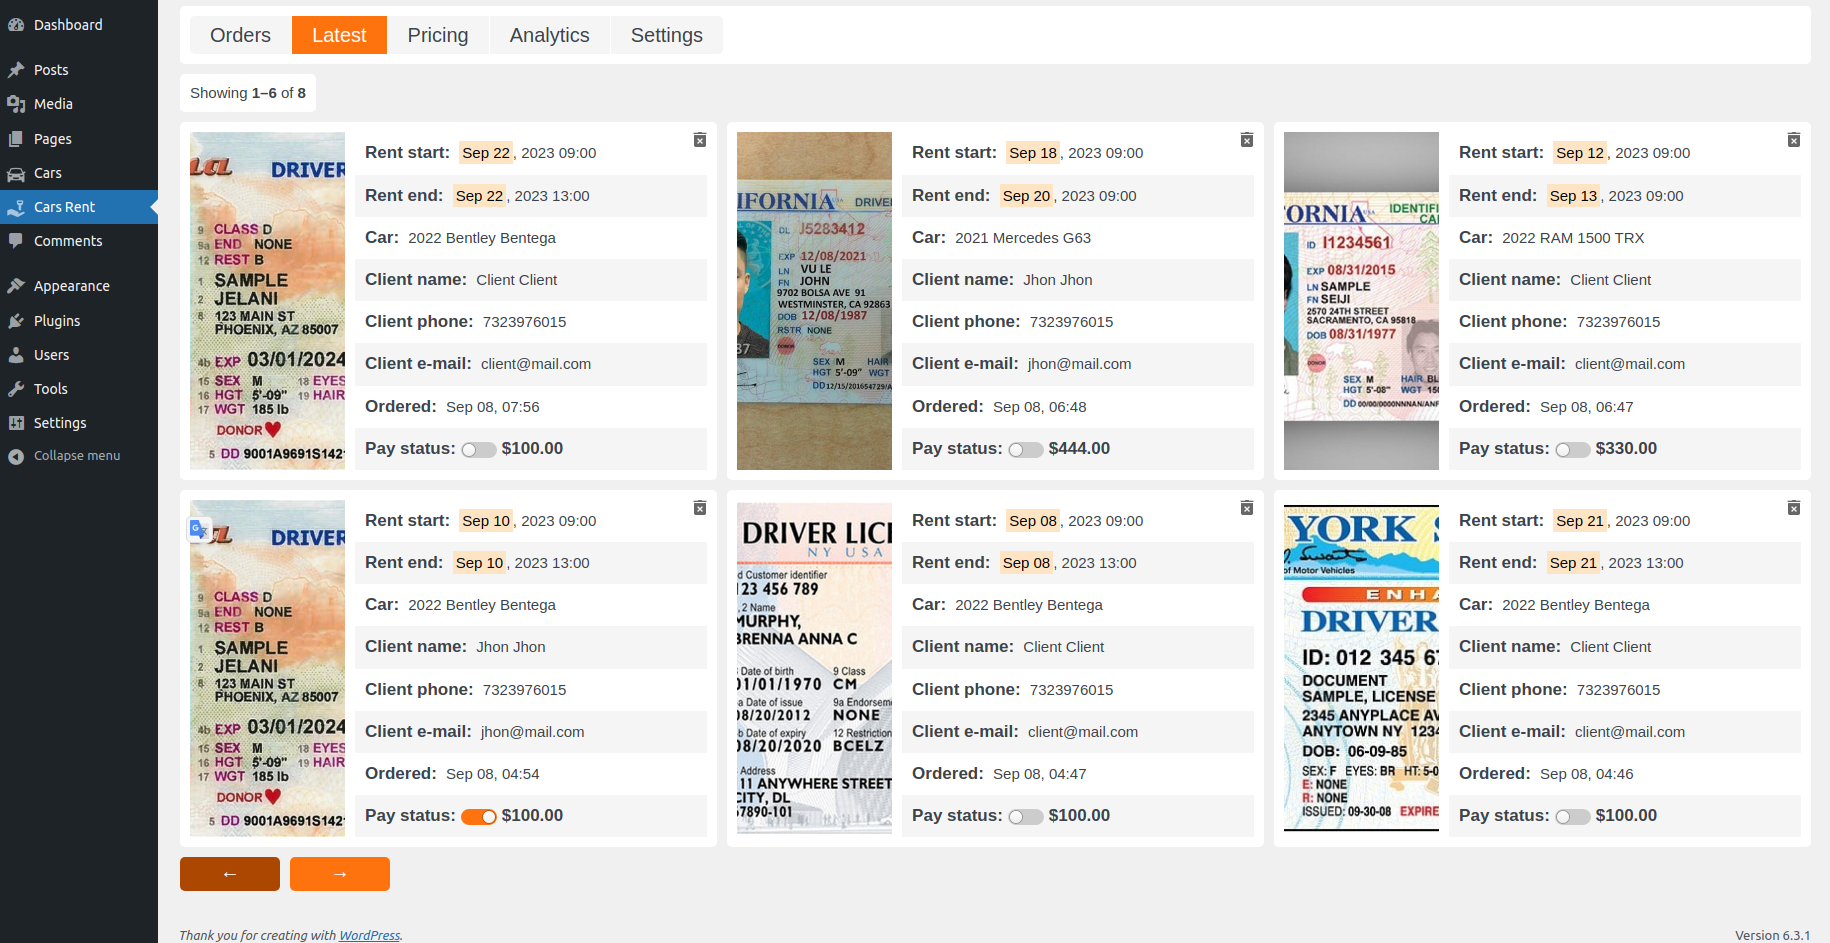 Dashboard
Posts
Media
Pages
Cars
Cars Rent
Comments
Appearance
Plugins
Users
Tools
Settings
Collapse menu
Orders
Latest
Pricing
Analytics
Settings
Showing 1–6 of 8
DRIVER
9 CLASS D
9a END NONE
12 REST B
1 SAMPLE
2 JELANI
8 123 MAIN ST
PHOENIX, AZ 85007
4b EXP 03/01/2024
15 SEX M 18 EYES
16 HGT 5'-09" 19 HAIR
17 WGT 185 lb
DONOR
5 DD 9001A9691S1421
Rent start: Sep 22, 2023 09:00
Rent end: Sep 22, 2023 13:00
Car: 2022 Bentley Bentega
Client name: Client Client
Client phone: 7323976015
Client e-mail: client@mail.com
Ordered: Sep 08, 07:56
Pay status: $100.00
IFORNIA USA DRIVE
DL J5283412
EXP 12/08/2021
LN VU LE
FN JOHN
9702 BOLSA AVE 91
WESTMINSTER, CA 92863
DOB 12/08/1987
RSTR NONE
DONOR
87
SEX M HAIR
HGT 5'-09" WGT
DD 12/15/201654729/A
Rent start: Sep 18, 2023 09:00
Rent end: Sep 20, 2023 09:00
Car: 2021 Mercedes G63
Client name: Jhon Jhon
Client phone: 7323976015
Client e-mail: jhon@mail.com
Ordered: Sep 08, 06:48
Pay status: $444.00
ORNIA USA IDENTIFI
CA
ID I1234561
EXP 08/31/2015
LN SAMPLE
FN SEIJI
2570 24TH STREET
SACRAMENTO, CA 95818
DOB 08/31/1977
DONOR
SEX M HAIR BL
HGT 5'-08" WGT 15
DD 00/00/0000NNNAN/ANF
Rent start: Sep 12, 2023 09:00
Rent end: Sep 13, 2023 09:00
Car: 2022 RAM 1500 TRX
Client name: Client Client
Client phone: 7323976015
Client e-mail: client@mail.com
Ordered: Sep 08, 06:47
Pay status: $330.00
DRIVER
9 CLASS D
9a END NONE
12 REST B
1 SAMPLE
2 JELANI
8 123 MAIN ST
PHOENIX, AZ 85007
4b EXP 03/01/2024
15 SEX M 18 EYES
16 HGT 5'-09" 19 HAIR
17 WGT 185 lb
DONOR
5 DD 9001A9691S1421
Rent start: Sep 10, 2023 09:00
Rent end: Sep 10, 2023 13:00
Car: 2022 Bentley Bentega
Client name: Jhon Jhon
Client phone: 7323976015
Client e-mail: jhon@mail.com
Ordered: Sep 08, 04:54
Pay status: $100.00
DRIVER LICE
NY USA
d Customer identifier
123 456 789
, 2 Name
MURPHY,
BRENNA ANNA C
Date of birth 9 Class
01/01/1970 CM
a Date of issue 9a Endorseme
08/20/2012 NONE
b Date of expiry 12 Restriction
08/20/2020 BCELZ
Address
111 ANYWHERE STREET
CITY, DL
57890-101
Rent start: Sep 08, 2023 09:00
Rent end: Sep 08, 2023 13:00
Car: 2022 Bentley Bentega
Client name: Client Client
Client phone: 7323976015
Client e-mail: client@mail.com
Ordered: Sep 08, 04:47
Pay status: $100.00
YORK S
of Motor Vehicles
ENHA
DRIVER
ID: 012 345 67
DOCUMENT
SAMPLE, LICENSE
2345 ANYPLACE AV
ANYTOWN NY 1234
DOB: 06-09-85
SEX: F EYES: BR HT: 5-0
E: NONE
R: NONE
ISSUED: 09-30-08 EXPIRE
Rent start: Sep 21, 2023 09:00
Rent end: Sep 21, 2023 13:00
Car: 2022 Bentley Bentega
Client name: Client Client
Client phone: 7323976015
Client e-mail: client@mail.com
Ordered: Sep 08, 04:46
Pay status: $100.00
← →
Thank you for creating with WordPress.
Version 6.3.1